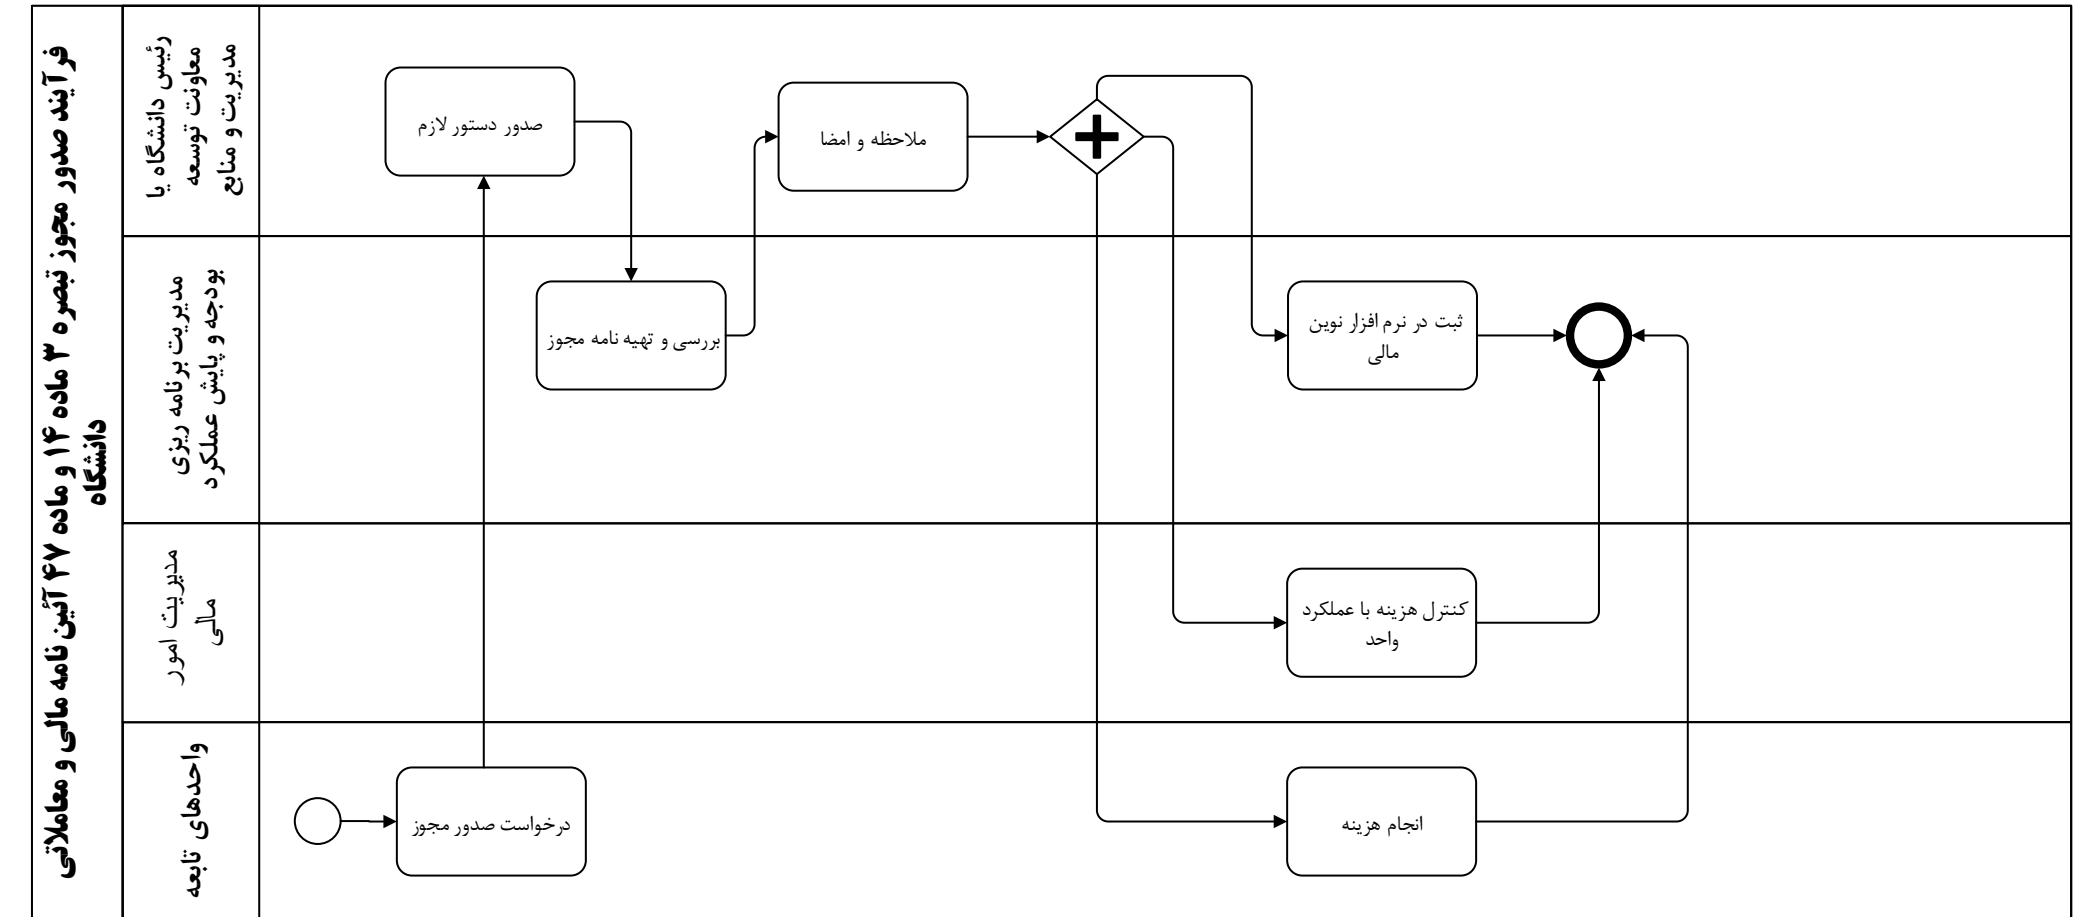 فرآیند صدور مجوز تبصره ۳ ماده ۱۴ و ماده ۴۷ آئین نامه مالی و معاملاتی
دانشگاه
رئیس دانشگاه یا
معاونت توسعه
مدیریت و منابع
صدور دستور لازم
ملاحظه و امضا
مدیریت برنامه ریزی
بودجه و پایش عملکرد
بررسی و تهیه نامه مجوز
ثبت در نرم افزار نوین
مالی
مدیریت امور
مالی
کنترل هزینه با عملکرد
واحد
واحدهای تابعه
درخواست صدور مجوز
انجام هزینه